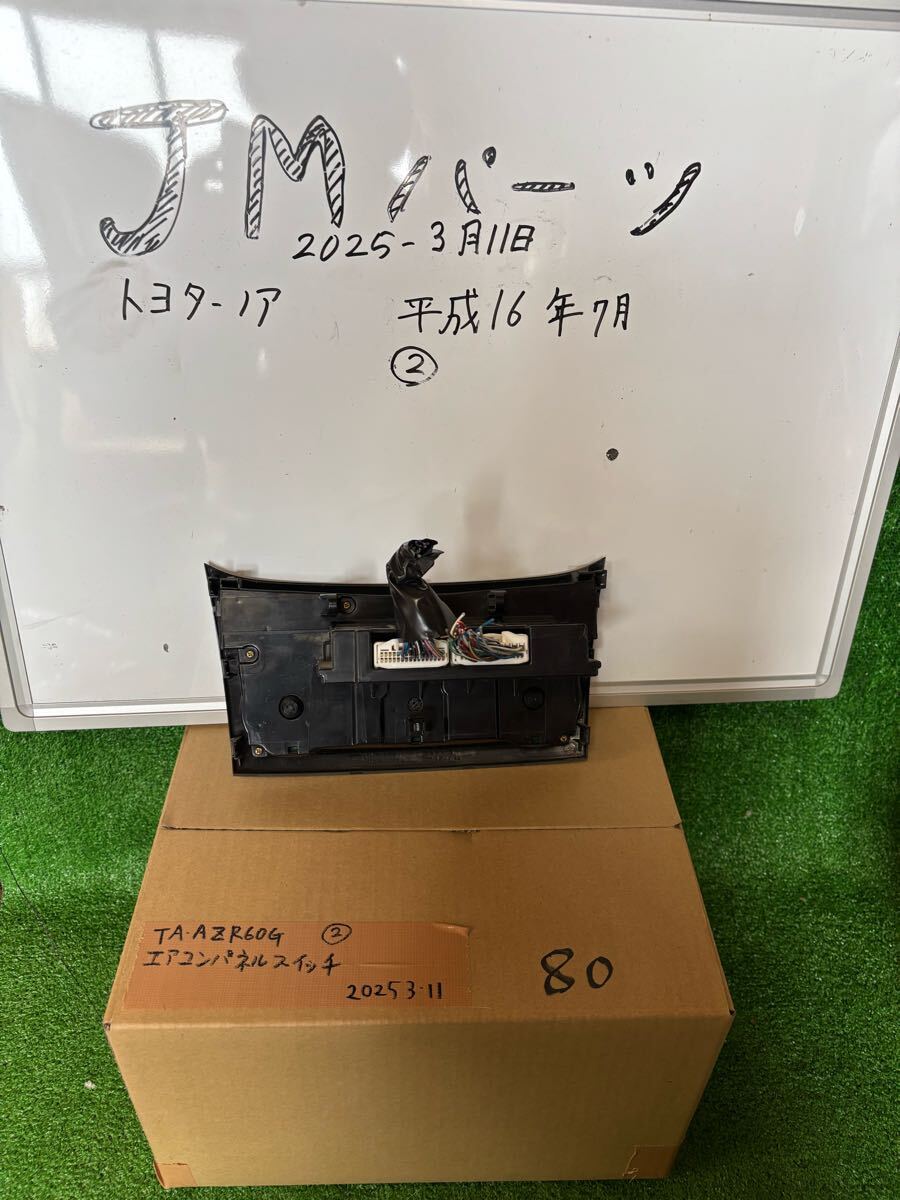 JMパーツ
2025-3月11日
トヨターノア 平成16年7月
②
TA-AZR60G ②
エアコンパネルスイッチ
20253.11
80